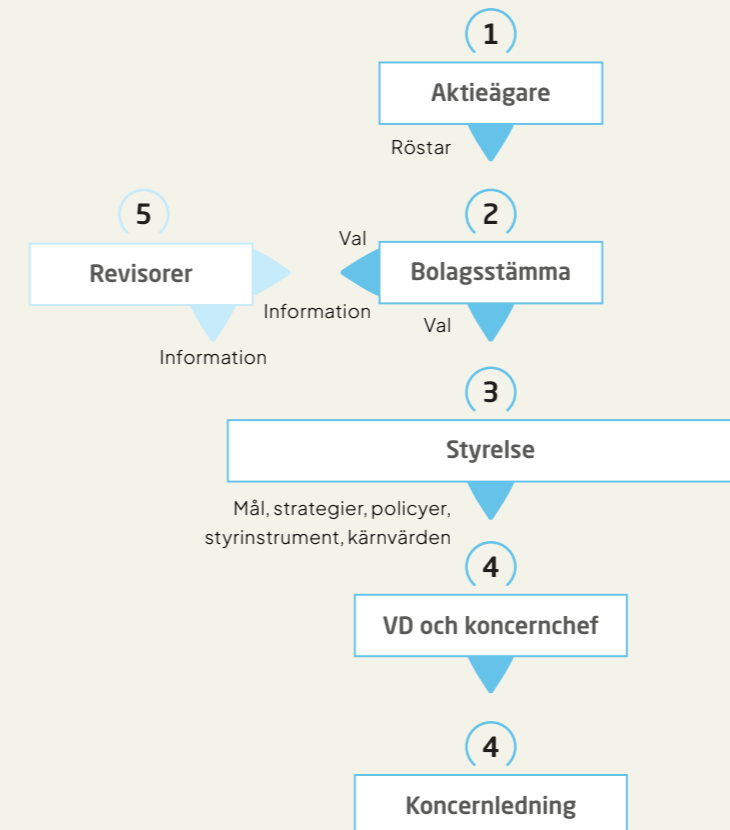 1
Aktieägare
Röstar
5
2
Val
Revisorer
Bolagsstämma
Information
Val
Information
3
Styrelse
Mål, strategier, policyer,
styrinstrument, kärnvärden
4
VD och koncernchef
4
Koncernledning